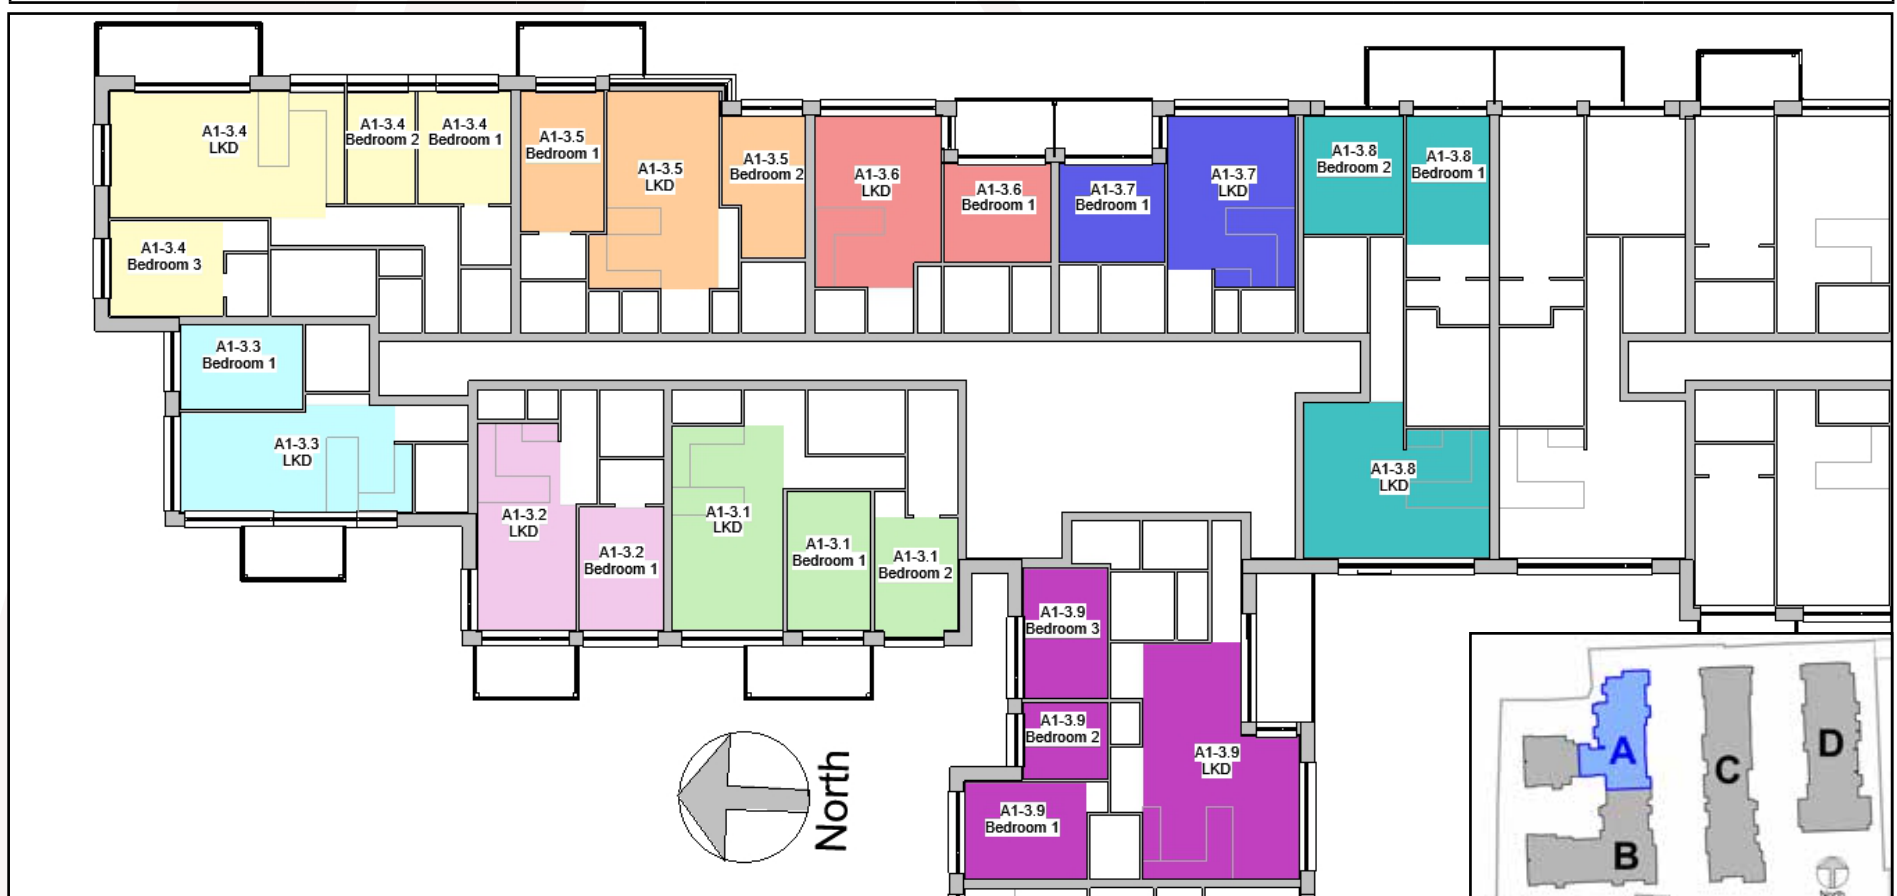 A1-3.4
LKD
A1-3.4
Bedroom 2
A1-3.4
Bedroom 1
A1-3.5
Bedroom 1
A1-3.5
LKD
A1-3.5
Bedroom 2
A1-3.6
LKD
A1-3.6
Bedroom 1
A1-3.7
Bedroom 1
A1-3.7
LKD
A1-3.8
Bedroom 2
A1-3.8
Bedroom 1
A1-3.4
Bedroom 3
A1-3.3
Bedroom 1
A1-3.3
LKD
A1-3.2
LKD
A1-3.2
Bedroom 1
A1-3.1
LKD
A1-3.1
Bedroom 1
A1-3.1
Bedroom 2
A1-3.8
LKD
A1-3.9
Bedroom 3
A1-3.9
Bedroom 2
A1-3.9
LKD
A1-3.9
Bedroom 1
North
A
B
C
D